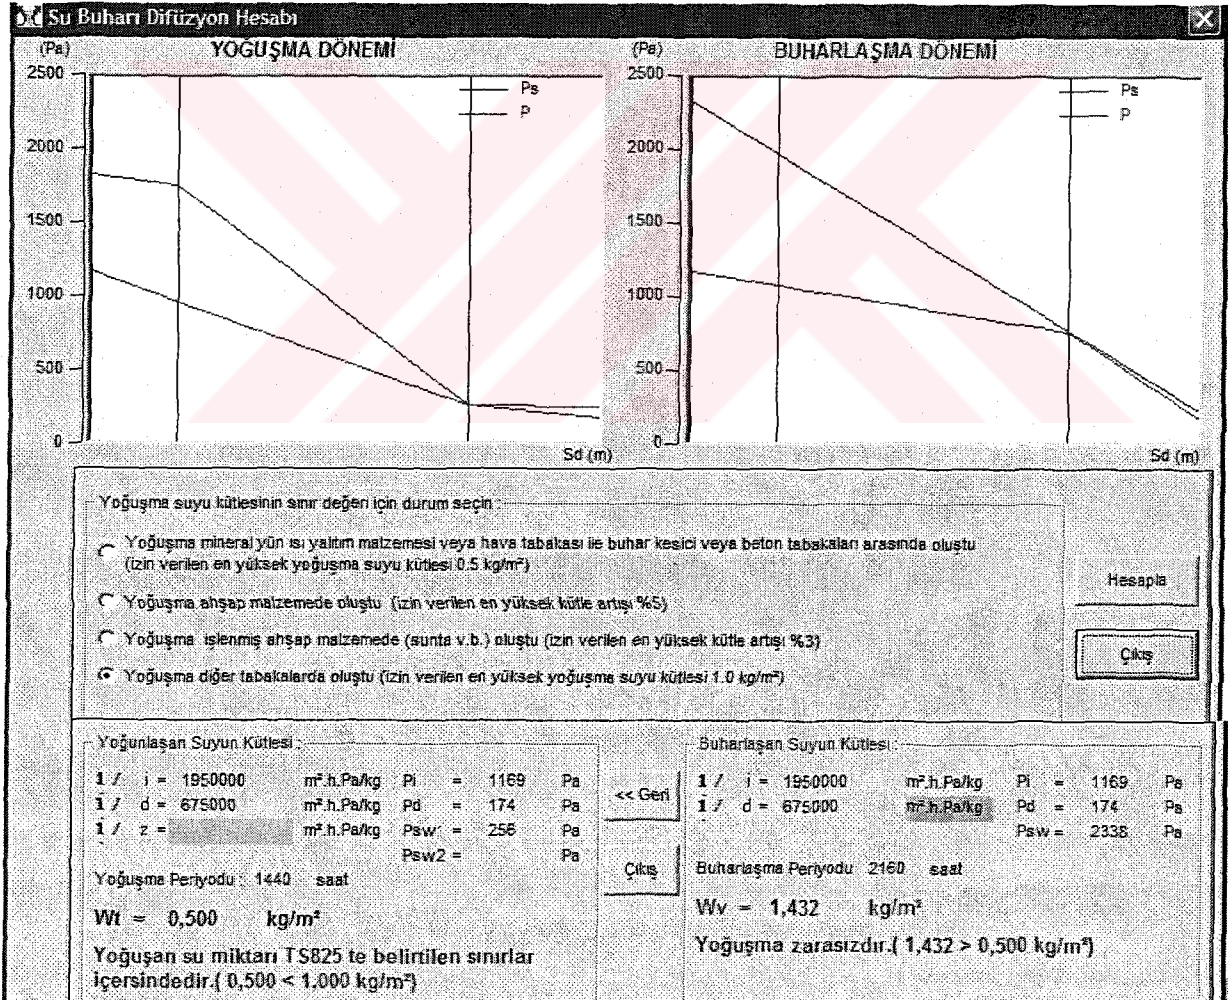 Su Buharı Difüzyon Hesabı
(Pa) YOĞUŞMA DÖNEMİ
2500
2000
1500
1000
500
0
Ps
P
Sd (m)
(Pa) BUHARLAŞMA DÖNEMİ
2500
2000
1500
1000
500
0
Ps
P
Sd (m)
Yoğuşma suyu kütlesinin sınır değeri için durum seçin :
Yoğuşma mineral yün ısı yalıtım malzemesi veya hava tabakası ile buhar kesici veya beton tabakaları arasında oluştu
(izin verilen en yüksek yoğuşma suyu kütlesi 0.5 kg/m²)
Yoğuşma ahşap malzemede oluştu (izin verilen en yüksek kütle artışı %5)
Yoğuşma işlenmiş ahşap malzemede (sunta v.b.) oluştu (izin verilen en yüksek kütle artışı %3)
Yoğuşma diğer tabakalarda oluştu (izin verilen en yüksek yoğuşma suyu kütlesi 1.0 kg/m²)
Hesapla
Çıkış
Yoğunlaşan Suyun Kütlesi :
1 / i = 1950000 m².h.Pa/kg Pi = 1169 Pa
1 / d = 675000 m².h.Pa/kg Pd = 174 Pa
1 / z = m².h.Pa/kg Psw1 = 256 Pa
Psw2 = Pa
Yoğuşma Periyodu : 1440 saat
Wt = 0,500 kg/m²
Yoğuşan su miktarı TS825 te belirtilen sınırlar
içersindedir.( 0,500 < 1.000 kg/m²)
<< Geri
Çıkış
Buharlaşan Suyun Kütlesi :
1 / i = 1950000 m².h.Pa/kg Pi = 1169 Pa
1 / d = 675000 m².h.Pa/kg Pd = 174 Pa
Psw = 2338 Pa
Buharlaşma Periyodu 2160 saat
Wv = 1,432 kg/m²
Yoğuşma zarasızdır.( 1,432 > 0,500 kg/m²)